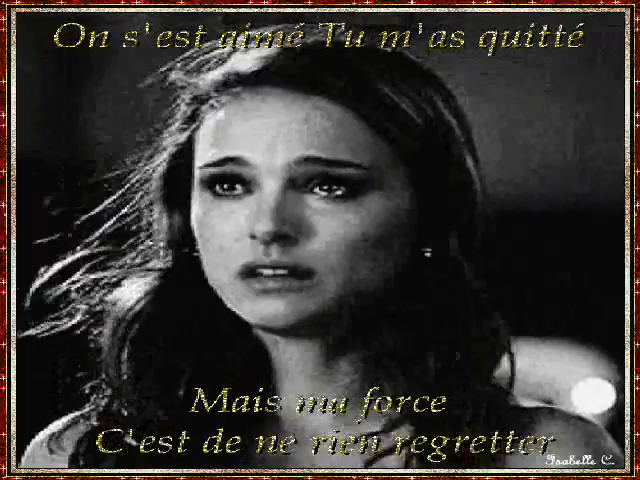 On s'est aimé Tu m'as quitté
Mais ma force
C'est de ne rien regretter
Isabelle C.